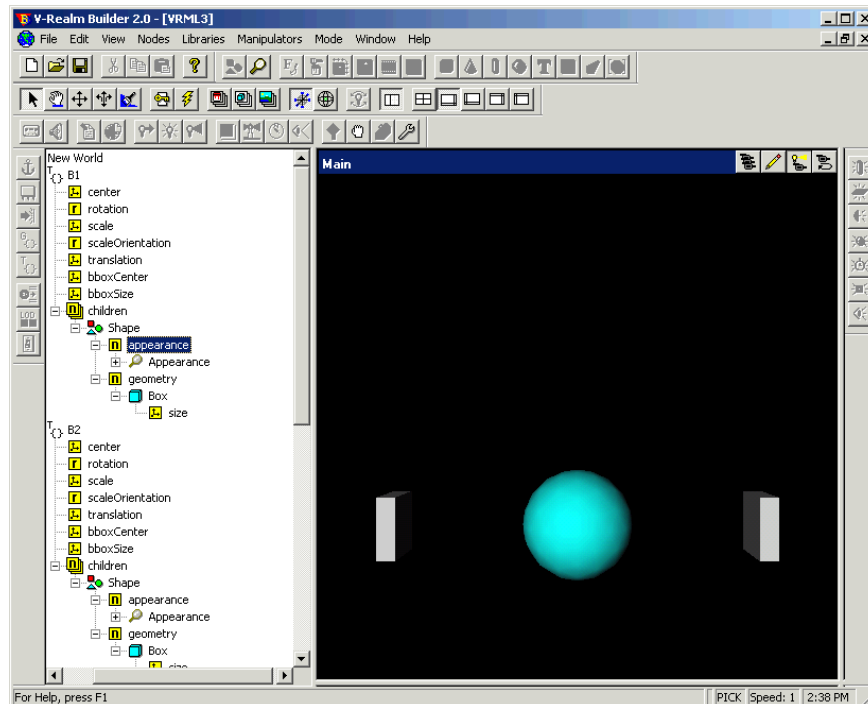 V-Realm Builder 2.0 - [VRML3]
File Edit View Nodes Libraries Manipulators Mode Window Help
New World
T{} B1
center
rotation
scale
scaleOrientation
translation
bboxCenter
bboxSize
children
Shape
appearance
Appearance
geometry
Box
size
T{} B2
center
rotation
scale
scaleOrientation
translation
bboxCenter
bboxSize
children
Shape
appearance
Appearance
geometry
Box
size
Main
For Help, press F1
PICK Speed: 1 2:38 PM